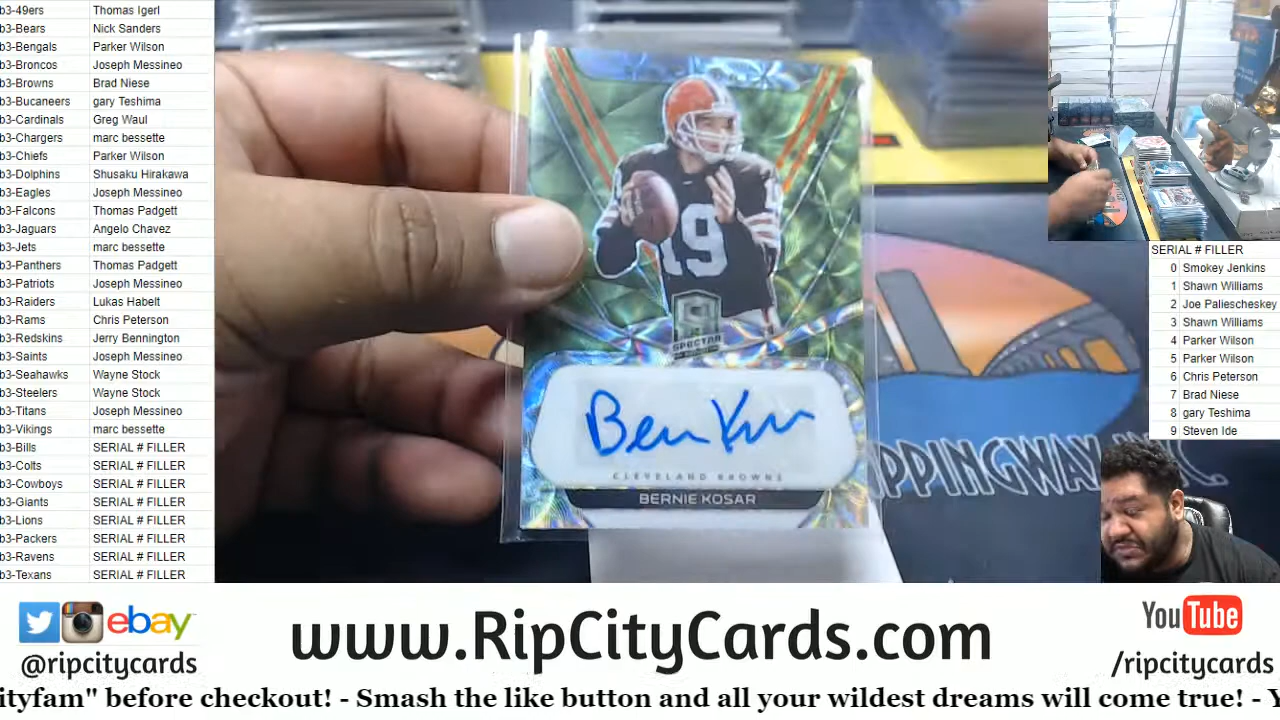 b3-49ers Thomas Igerl
b3-Bears Nick Sanders
b3-Bengals Parker Wilson
b3-Broncos Joseph Messineo
b3-Browns Brad Niese
b3-Bucaneers gary Teshima
b3-Cardinals Greg Waul
b3-Chargers marc bessette
b3-Chiefs Parker Wilson
b3-Dolphins Shusaku Hirakawa
b3-Eagles Joseph Messineo
b3-Falcons Thomas Padgett
b3-Jaguars Angelo Chavez
b3-Jets marc bessette
b3-Panthers Thomas Padgett
b3-Patriots Joseph Messineo
b3-Raiders Lukas Habelt
b3-Rams Chris Peterson
b3-Redskins Jerry Bennington
b3-Saints Joseph Messineo
b3-Seahawks Wayne Stock
b3-Steelers Wayne Stock
b3-Titans Joseph Messineo
b3-Vikings marc bessette
b3-Bills SERIAL # FILLER
b3-Colts SERIAL # FILLER
b3-Cowboys SERIAL # FILLER
b3-Giants SERIAL # FILLER
b3-Lions SERIAL # FILLER
b3-Packers SERIAL # FILLER
b3-Ravens SERIAL # FILLER
b3-Texans SERIAL # FILLER
19
SPECTRA
CLEVELAND BROWNS
BERNIE KOSAR
SERIAL # FILLER
0 Smokey Jenkins
1 Shawn Williams
2 Joe Paliescheskey
3 Shawn Williams
4 Parker Wilson
5 Parker Wilson
6 Chris Peterson
7 Brad Niese
8 gary Teshima
9 Steven Ide
ebay
@ripcitycards
www.RipCityCards.com
YouTube
/ripcitycards
cityfam" before checkout! - Smash the like button and all your wildest dreams will come true! - Y